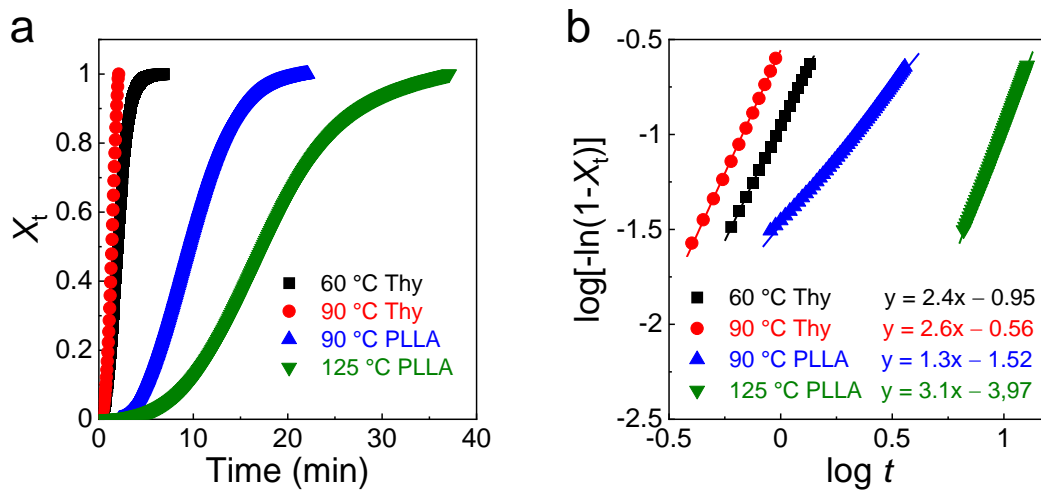 a
1
0.8
0.6
0.4
0.2
0
X_t
0 10 20 30 40
Time (min)
60 °C Thy
90 °C Thy
90 °C PLLA
125 °C PLLA
b
-0.5
-1
-1.5
-2
-2.5
log[-ln(1-X_t)]
-0.5 0 0.5 1
log t
60 °C Thy y = 2.4x – 0.95
90 °C Thy y = 2.6x – 0.56
90 °C PLLA y = 1.3x – 1.52
125 °C PLLA y = 3.1x – 3,97